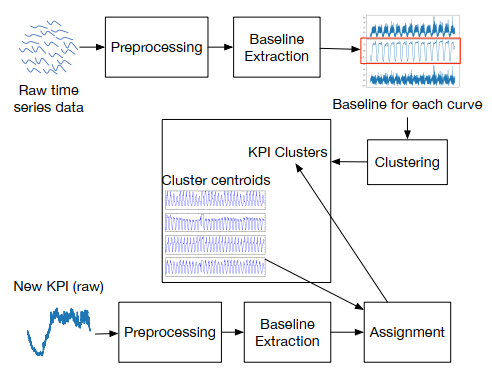 Preprocessing
Baseline
Extraction
Raw time
series data
Baseline for each curve
KPI Clusters
Clustering
Cluster centroids
New KPI (raw)
Preprocessing
Baseline
Extraction
Assignment